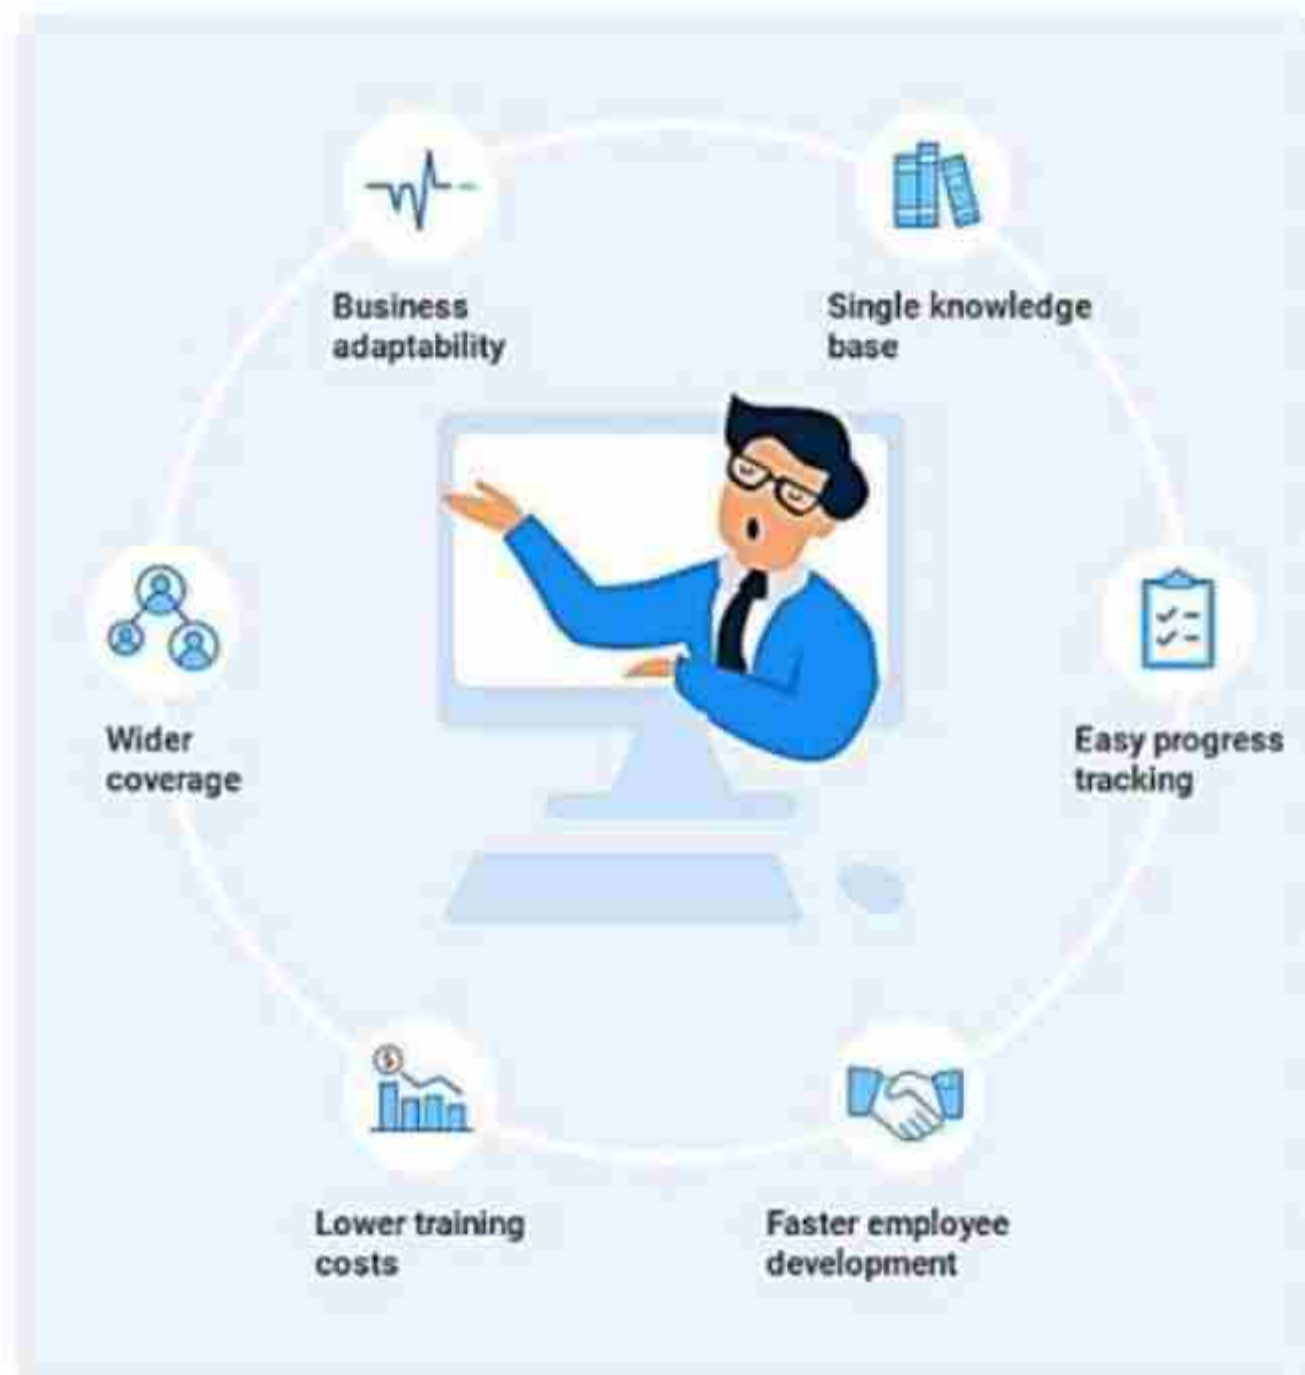 Business
adaptability
Single knowledge
base
Wider
coverage
Easy progress
tracking
Lower training
costs
Faster employee
development